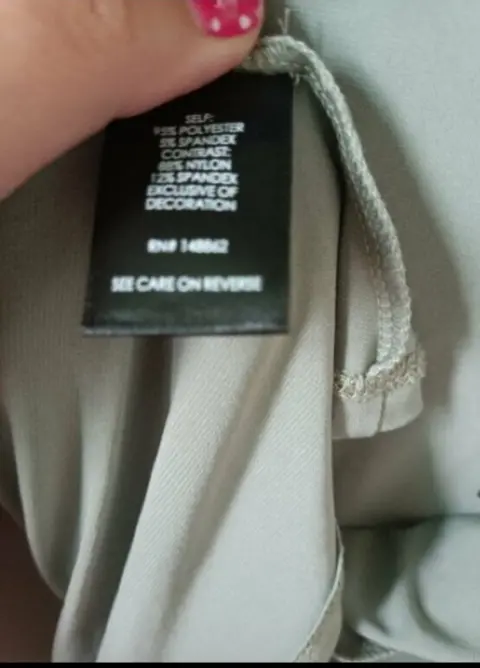 SELF:
95% POLYESTER
5% SPANDEX
CONTRAST:
88% NYLON
12% SPANDEX
EXCLUSIVE OF
DECORATION
RN# 148862
SEE CARE ON REVERSE